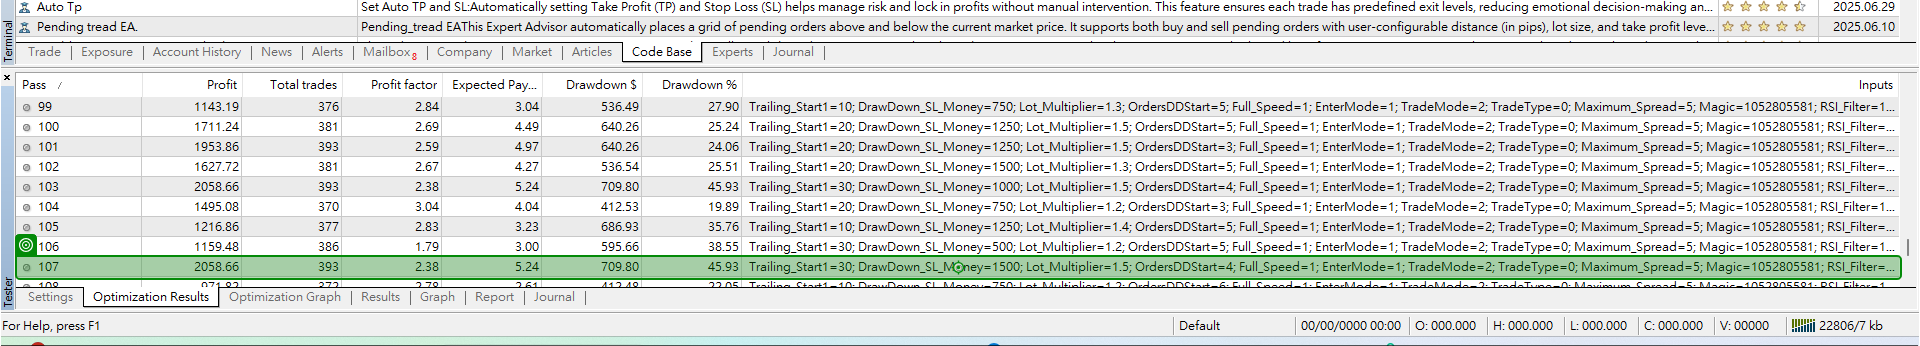 Auto Tp Set Auto TP and SL:Automatically setting Take Profit (TP) and Stop Loss (SL) helps manage risk and lock in profits without manual intervention. This feature ensures each trade has predefined exit levels, reducing emotional decision-making an... 2025.06.29
Pending tread EA. Pending_tread EAThis Expert Advisor automatically places a grid of pending orders above and below the current market price. It supports both buy and sell pending orders with user-configurable distance (in pips), lot size, and take profit leve... 2025.06.10
Terminal
Trade Exposure Account History News Alerts Mailbox8 Company Market Articles Code Base Experts Journal
Pass / Profit Total trades Profit factor Expected Pay... Drawdown $ Drawdown % Inputs
99 1143.19 376 2.84 3.04 536.49 27.90 Trailing_Start1=10; DrawDown_SL_Money=750; Lot_Multiplier=1.3; OrdersDDStart=5; Full_Speed=1; EnterMode=1; TradeMode=2; TradeType=0; Maximum_Spread=5; Magic=1052805581; RSI_Filter=1...
100 1711.24 381 2.69 4.49 640.26 25.24 Trailing_Start1=20; DrawDown_SL_Money=1250; Lot_Multiplier=1.5; OrdersDDStart=5; Full_Speed=1; EnterMode=1; TradeMode=2; TradeType=0; Maximum_Spread=5; Magic=1052805581; RSI_Filter=...
101 1953.86 393 2.59 4.97 640.26 24.06 Trailing_Start1=20; DrawDown_SL_Money=1250; Lot_Multiplier=1.5; OrdersDDStart=3; Full_Speed=1; EnterMode=1; TradeMode=2; TradeType=0; Maximum_Spread=5; Magic=1052805581; RSI_Filter=...
102 1627.72 381 2.67 4.27 536.54 25.51 Trailing_Start1=20; DrawDown_SL_Money=1500; Lot_Multiplier=1.3; OrdersDDStart=5; Full_Speed=1; EnterMode=1; TradeMode=2; TradeType=0; Maximum_Spread=5; Magic=1052805581; RSI_Filter=...
103 2058.66 393 2.38 5.24 709.80 45.93 Trailing_Start1=30; DrawDown_SL_Money=1000; Lot_Multiplier=1.5; OrdersDDStart=4; Full_Speed=1; EnterMode=1; TradeMode=2; TradeType=0; Maximum_Spread=5; Magic=1052805581; RSI_Filter=...
104 1495.08 370 3.04 4.04 412.53 19.89 Trailing_Start1=20; DrawDown_SL_Money=750; Lot_Multiplier=1.2; OrdersDDStart=3; Full_Speed=1; EnterMode=1; TradeMode=2; TradeType=0; Maximum_Spread=5; Magic=1052805581; RSI_Filter=1...
105 1216.86 377 2.83 3.23 686.93 35.76 Trailing_Start1=10; DrawDown_SL_Money=1250; Lot_Multiplier=1.4; OrdersDDStart=5; Full_Speed=1; EnterMode=1; TradeMode=2; TradeType=0; Maximum_Spread=5; Magic=1052805581; RSI_Filter=...
106 1159.48 386 1.79 3.00 595.66 38.55 Trailing_Start1=30; DrawDown_SL_Money=500; Lot_Multiplier=1.2; OrdersDDStart=5; Full_Speed=1; EnterMode=1; TradeMode=2; TradeType=0; Maximum_Spread=5; Magic=1052805581; RSI_Filter=1...
107 2058.66 393 2.38 5.24 709.80 45.93 Trailing_Start1=30; DrawDown_SL_Money=1500; Lot_Multiplier=1.5; OrdersDDStart=4; Full_Speed=1; EnterMode=1; TradeMode=2; TradeType=0; Maximum_Spread=5; Magic=1052805581; RSI_Filter=...
Tester
Settings Optimization Results Optimization Graph Results Graph Report Journal
For Help, press F1 Default 00/00/0000 00:00 O: 000.000 H: 000.000 L: 000.000 C: 000.000 V: 00000 22806/7 kb